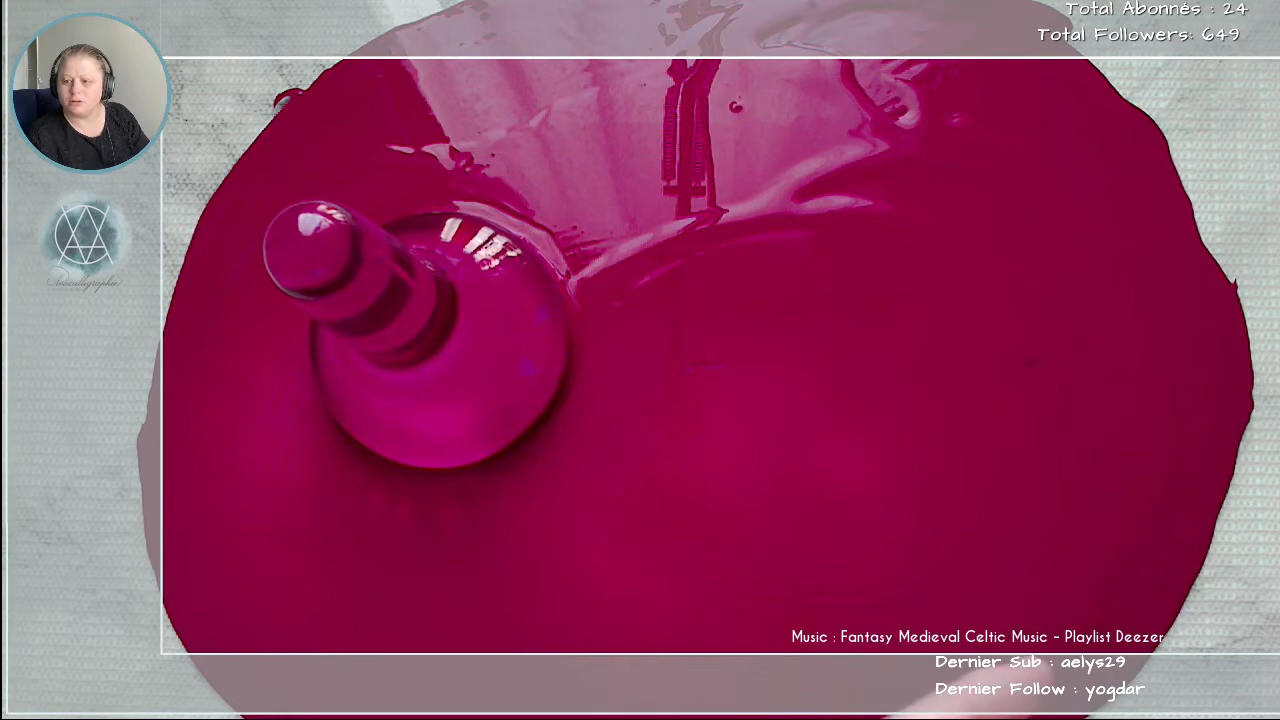 Total Abonnés : 24
Total Followers: 649
Music : Fantasy Medieval Celtic Music - Playlist Deezer
Dernier Sub : aelys29
Dernier Follow : yogdar